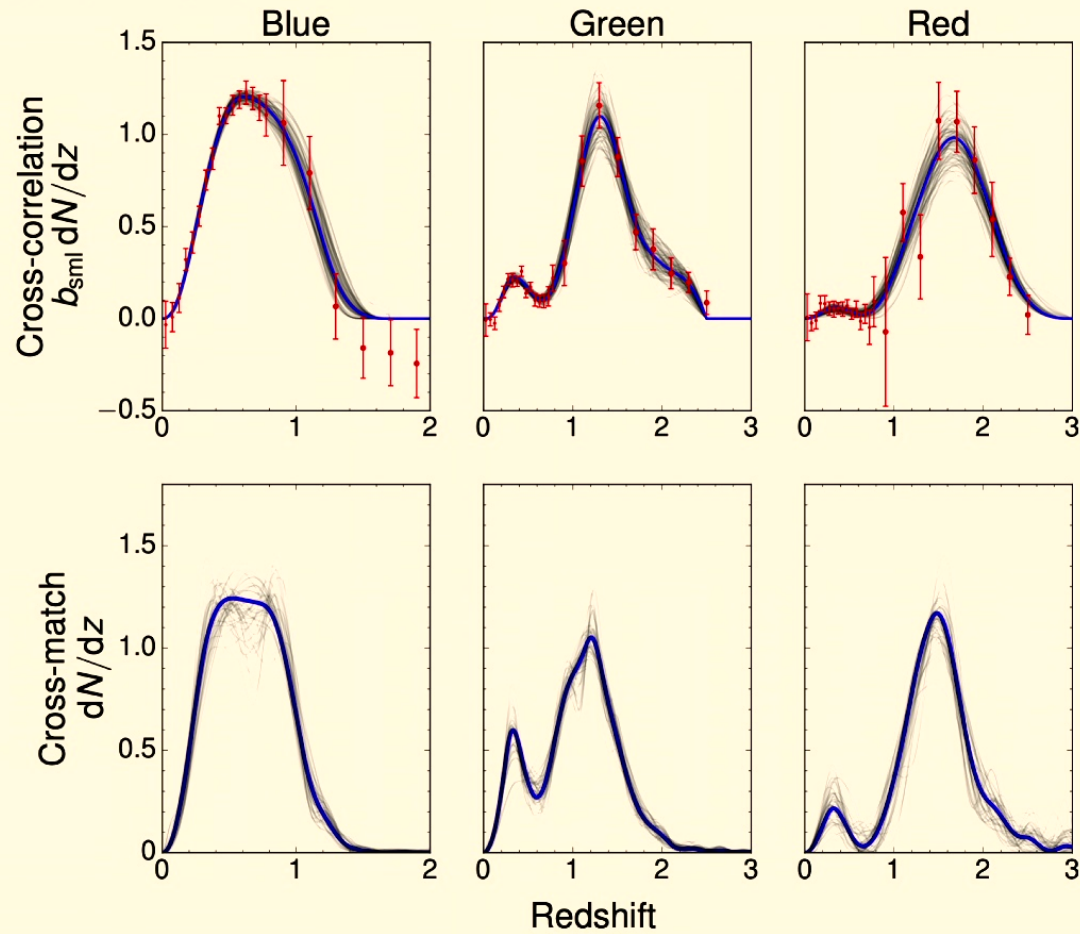 Blue Green Red
Cross-correlation
b_sml dN/dz
1.5
1.0
0.5
0.0
−0.5
0 1 2
0 1 2 3
0 1 2 3
Cross-match
dN/dz
1.5
1.0
0.5
0
0 1 2
0 1 2 3
0 1 2 3
Redshift